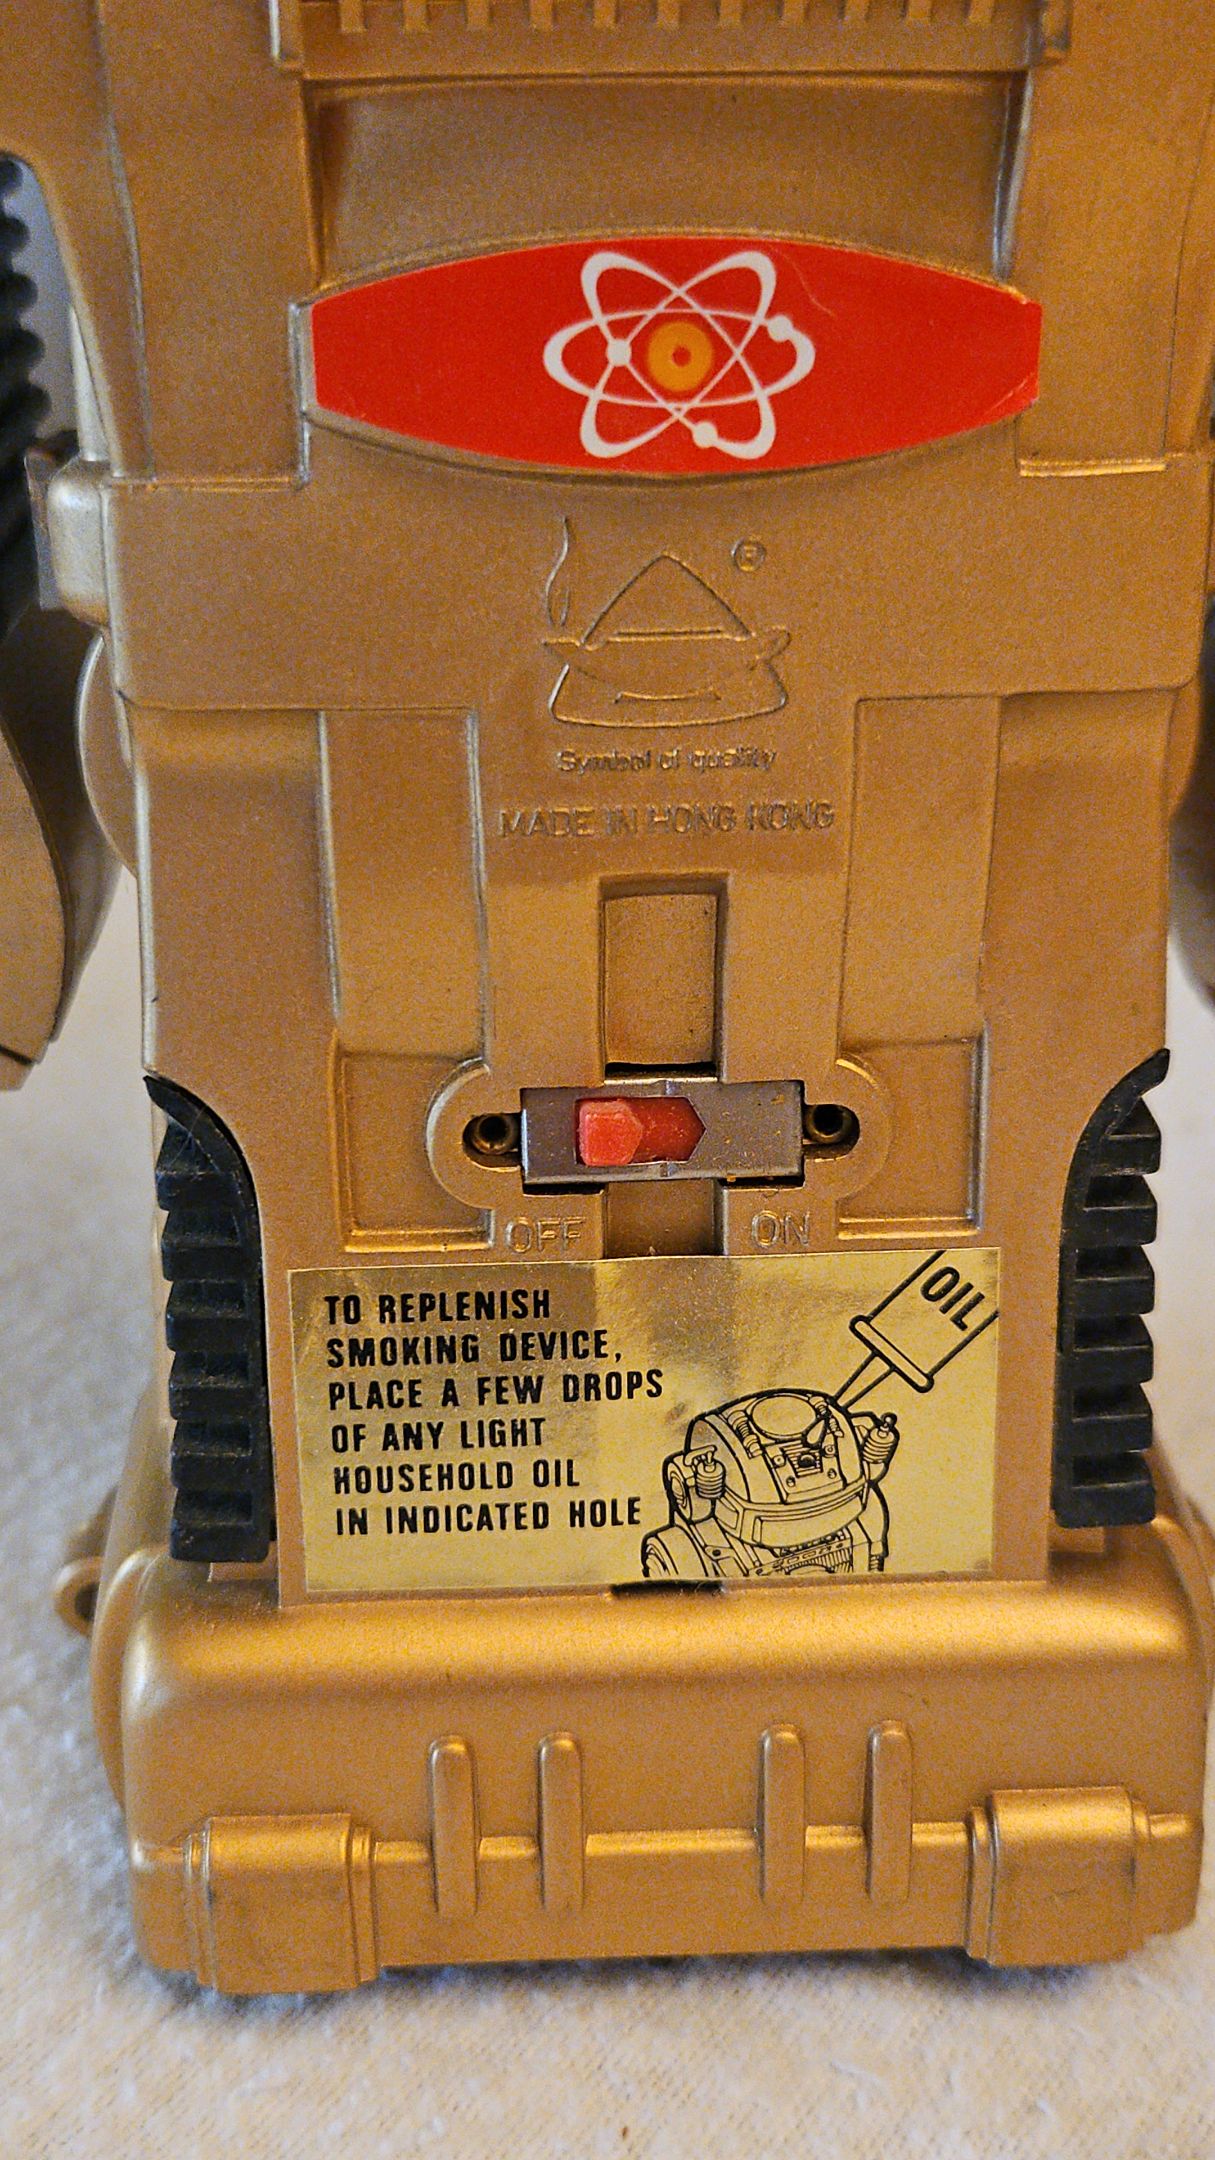 ®
Symbol of quality
MADE IN HONG KONG
OFF ON
TO REPLENISH
SMOKING DEVICE,
PLACE A FEW DROPS
OF ANY LIGHT
HOUSEHOLD OIL
IN INDICATED HOLE
OIL